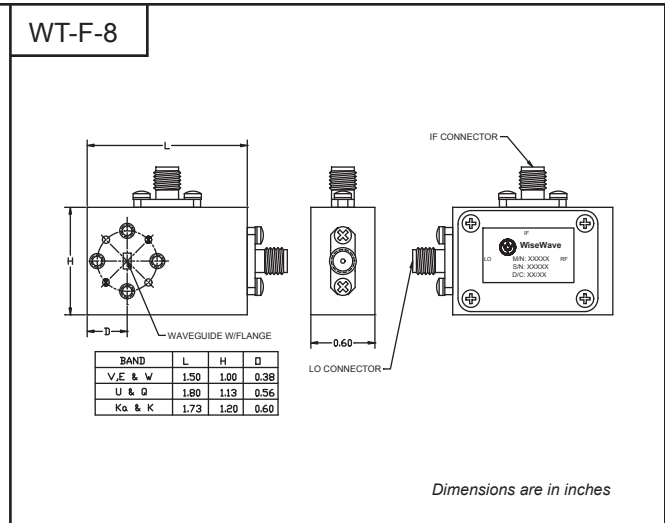 WT-F-8
L
IF CONNECTOR
H
D
WAVEGUIDE W/FLANGE
0.60
LO CONNECTOR
IF
WiseWave
LO M/N: XXXXX RF
S/N: XXXXX
D/C: XX/XX
BAND L H D
V,E & W 1.50 1.00 0.38
U & Q 1.80 1.13 0.56
Ka & K 1.73 1.20 0.60
Dimensions are in inches